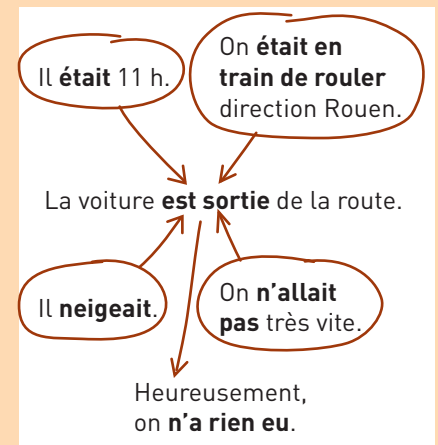 Il était 11 h.
On était en
train de rouler
direction Rouen.
La voiture est sortie de la route.
Il neigeait.
On n'allait
pas très vite.
Heureusement,
on n'a rien eu.